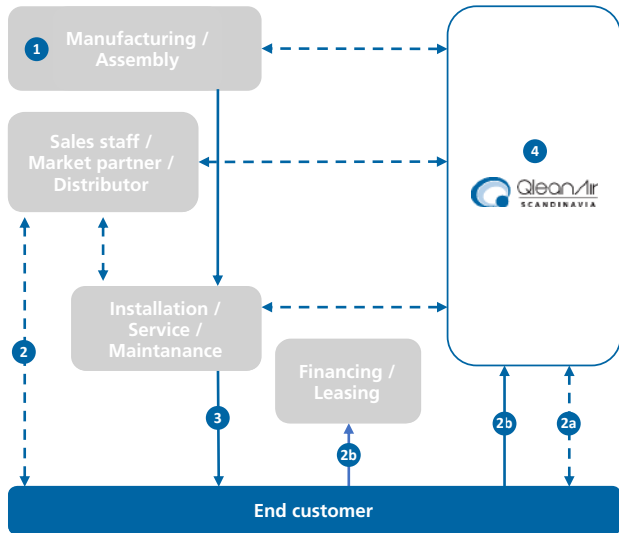 1
Manufacturing /
Assembly
Sales staff /
Market partner /
Distributor
4
QleanAir
SCANDINAVIA
Installation /
Service /
Maintanance
2
Financing /
Leasing
3
2b
2b
2a
End customer